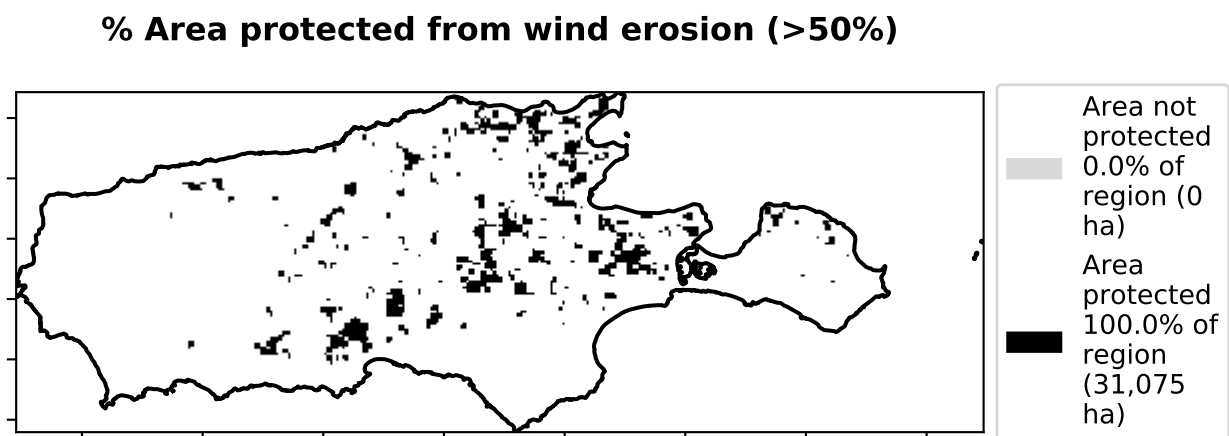 % Area protected from wind erosion (>50%)
Area not
protected
0.0% of
region (0
ha)
Area
protected
100.0% of
region
(31,075
ha)